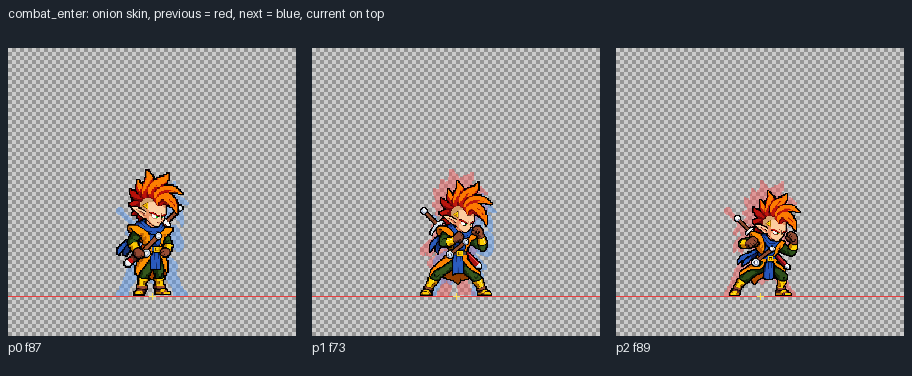 combat_enter: onion skin, previous = red, next = blue, current on top
p0 f87
p1 f73
p2 f89